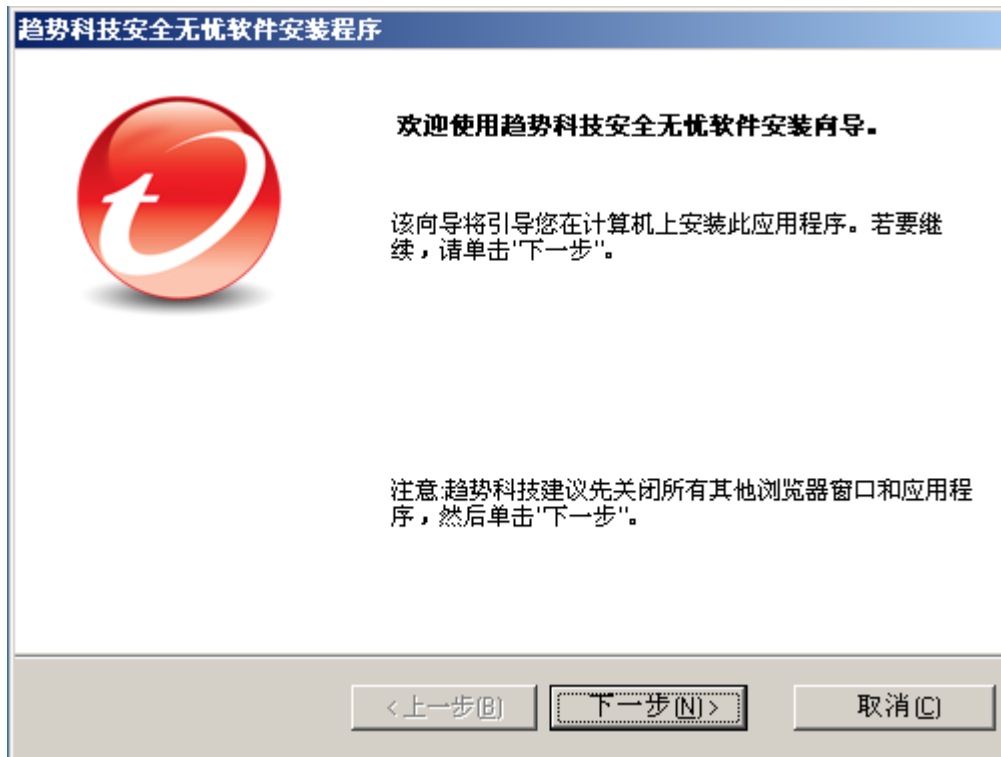 趋势科技安全无忧软件安装程序
欢迎使用趋势科技安全无忧软件安装向导。
该向导将引导您在计算机上安装此应用程序。若要继
续，请单击"下一步"。
注意:趋势科技建议先关闭所有其他浏览器窗口和应用程
序，然后单击"下一步"。
<上一步(B) 下一步(N)> 取消(C)